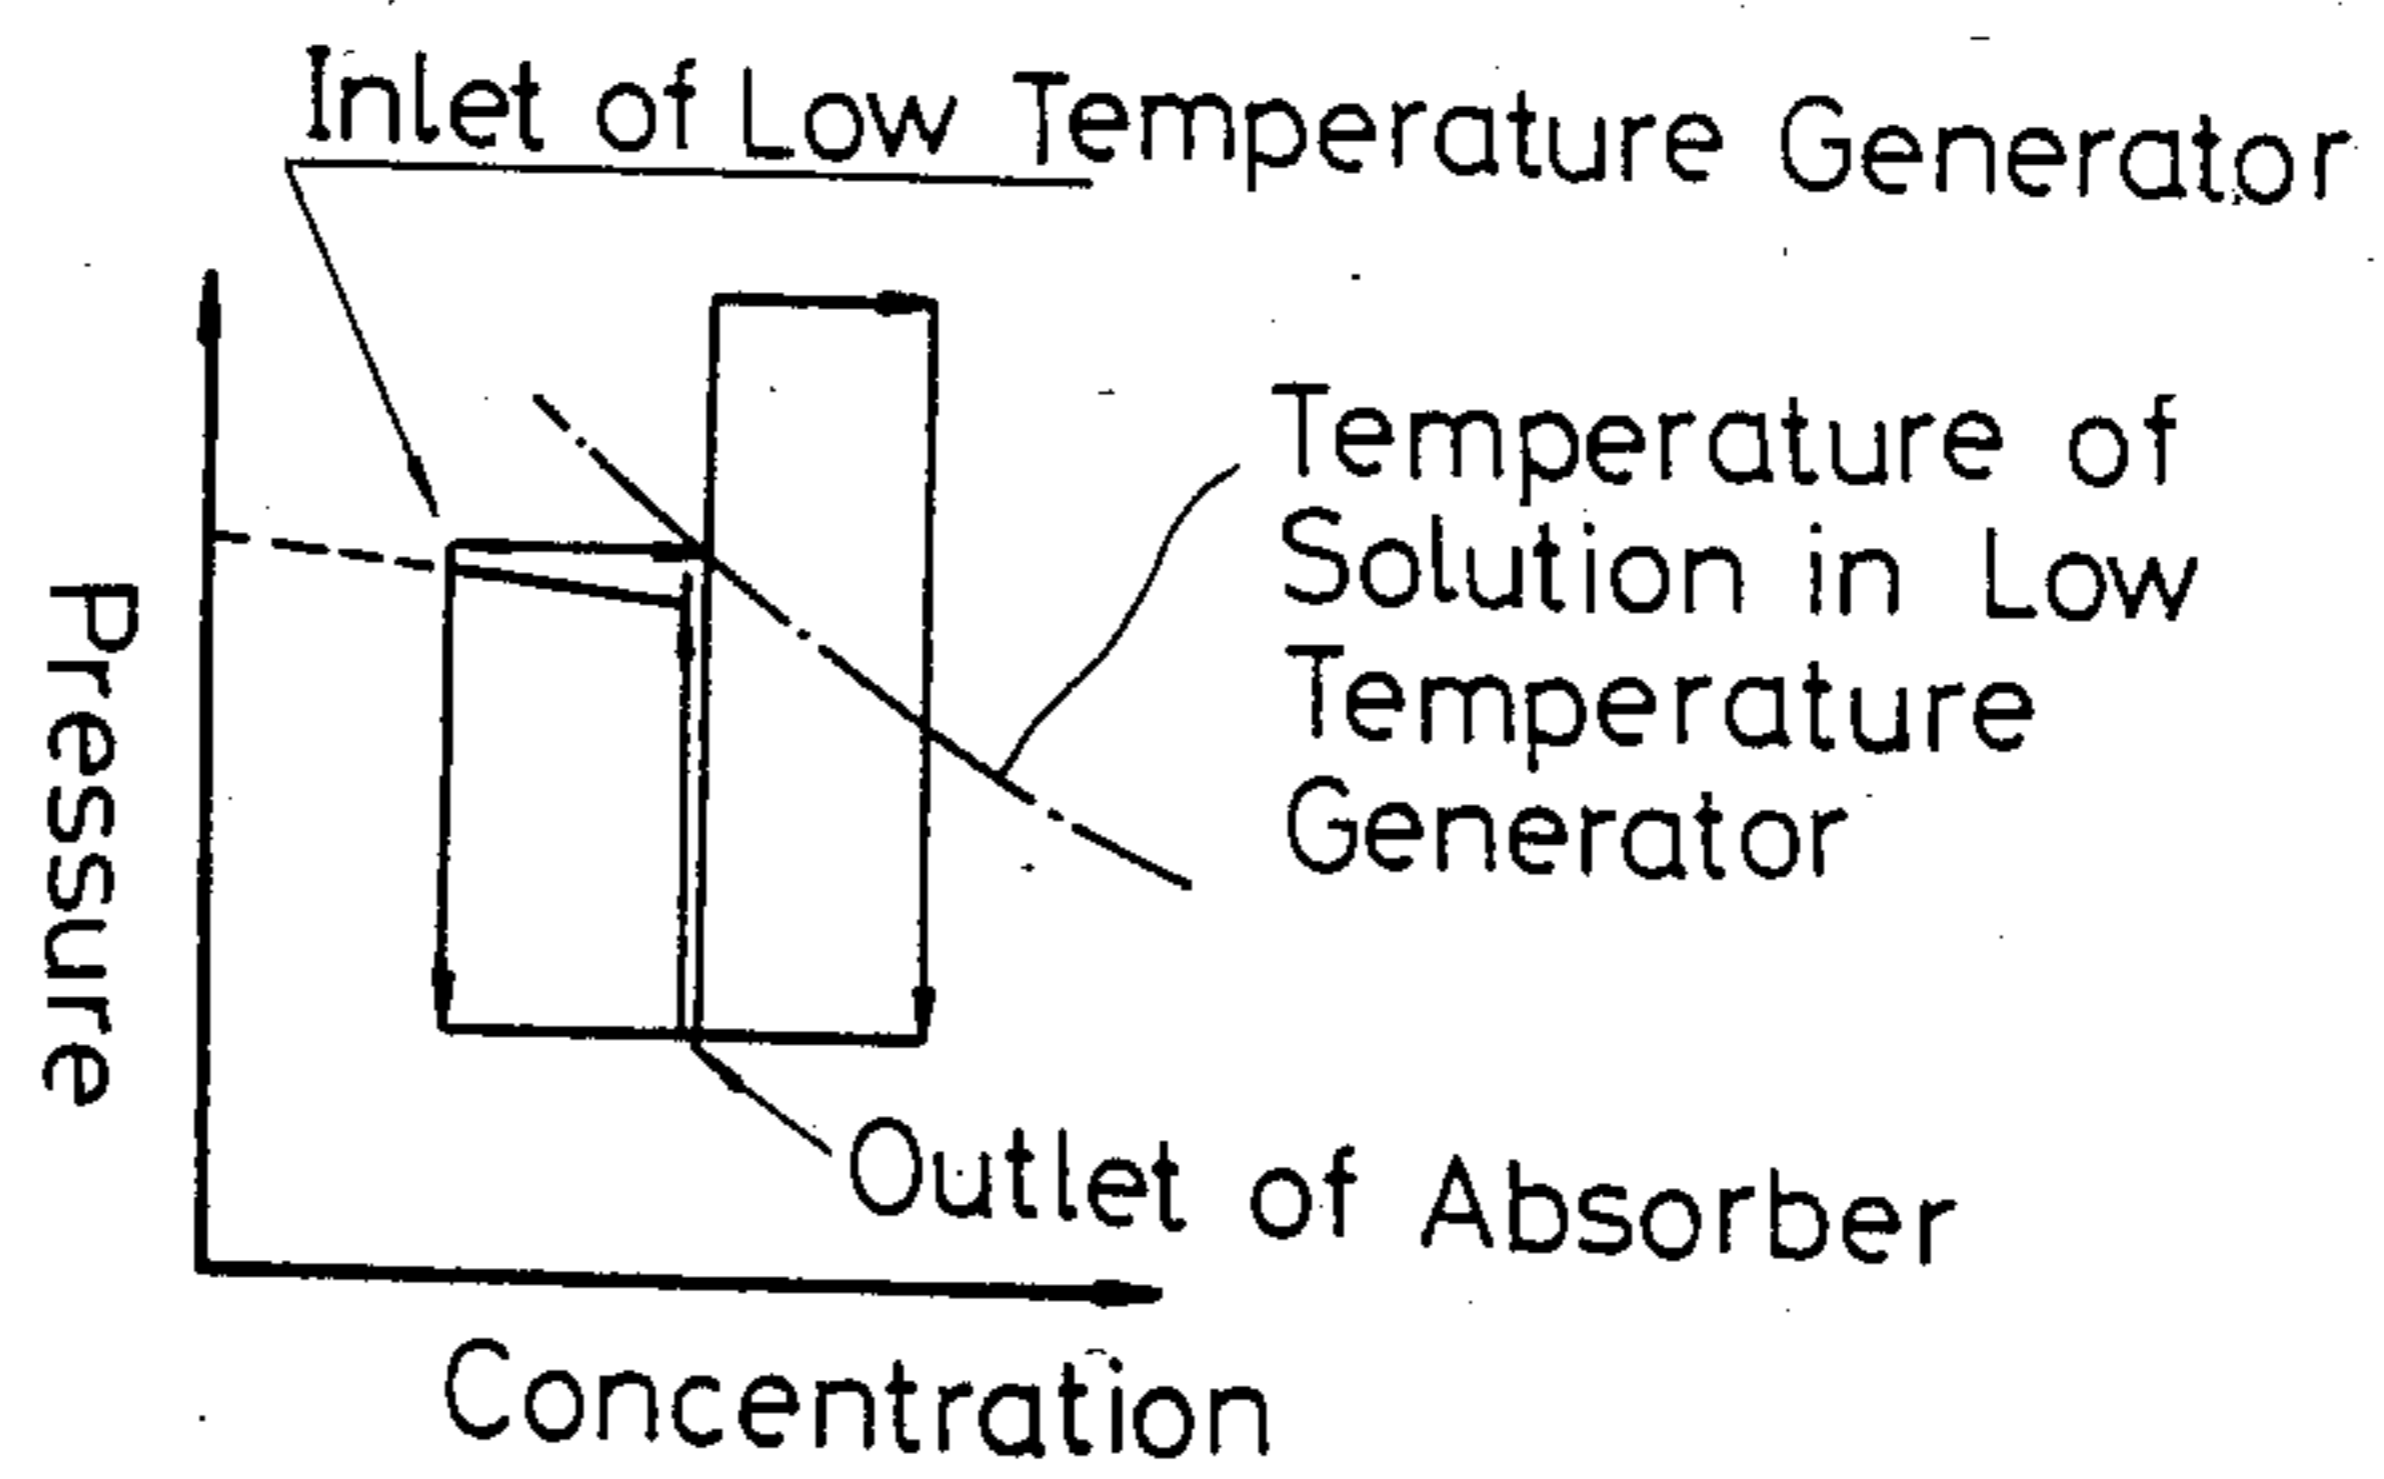 Inlet of Low Temperature Generator
Temperature of
Solution in Low
Temperature
Generator
Pressure
Outlet of Absorber
Concentration